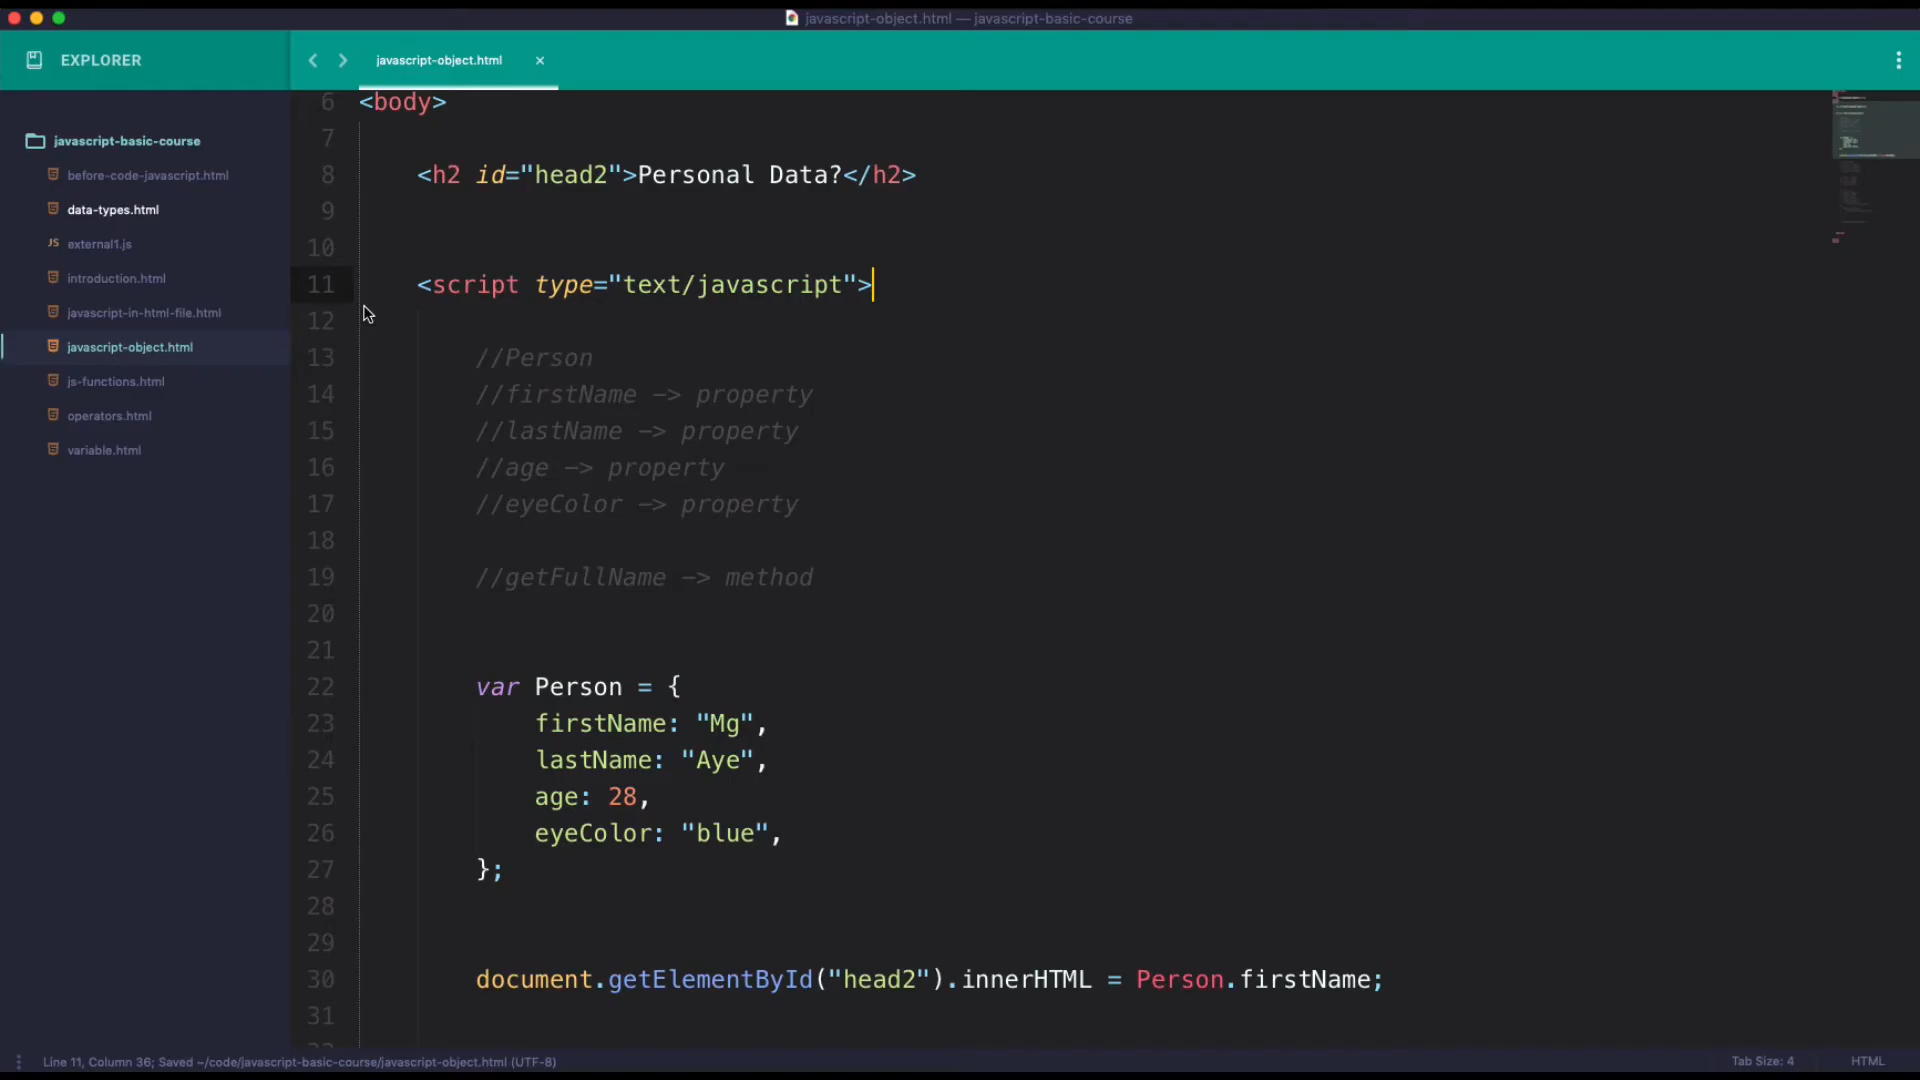 javascript-object.html — javascript-basic-course
EXPLORER
javascript-object.html ×
javascript-basic-course
before-code-javascript.html
data-types.html
JS external1.js
introduction.html
javascript-in-html-file.html
javascript-object.html
js-functions.html
operators.html
variable.html
6 <body>
7
8 <h2 id="head2">Personal Data?</h2>
9
10
11 <script type="text/javascript">
12
13 //Person
14 //firstName -> property
15 //lastName -> property
16 //age -> property
17 //eyeColor -> property
18
19 //getFullName -> method
20
21
22 var Person = {
23 firstName: "Mg",
24 lastName: "Aye",
25 age: 28,
26 eyeColor: "blue",
27 };
28
29
30 document.getElementById("head2").innerHTML = Person.firstName;
31
Line 11, Column 36; Saved ~/code/javascript-basic-course/javascript-object.html (UTF-8)
Tab Size: 4
HTML